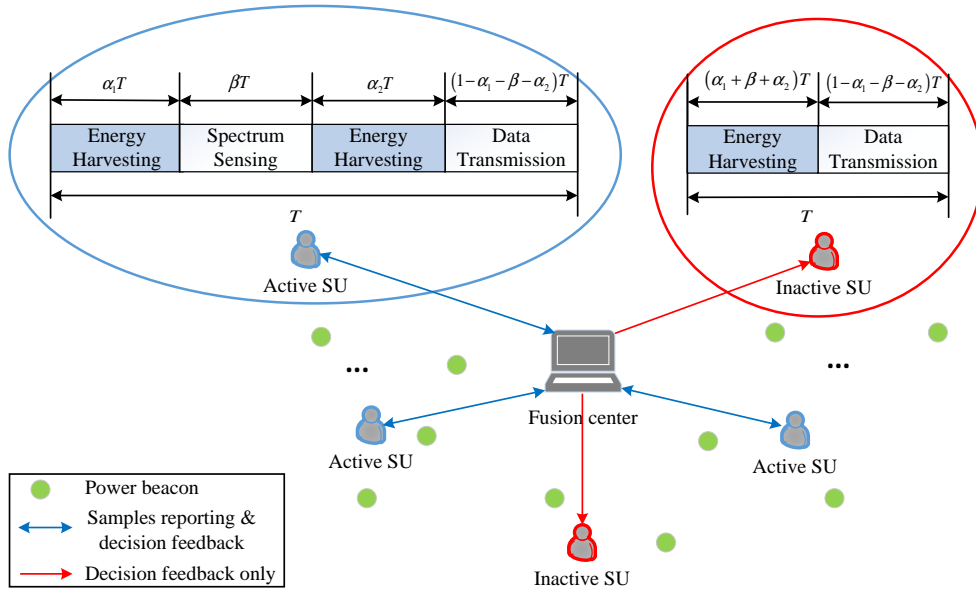 α₁T
βT
α₂T
(1−α₁−β−α₂)T
Energy
Harvesting
Spectrum
Sensing
Energy
Harvesting
Data
Transmission
T
Active SU
(α₁+β+α₂)T
(1−α₁−β−α₂)T
Energy
Harvesting
Data
Transmission
T
Inactive SU
...
...
Fusion center
Active SU
Active SU
Inactive SU
Power beacon
Samples reporting &
decision feedback
Decision feedback only